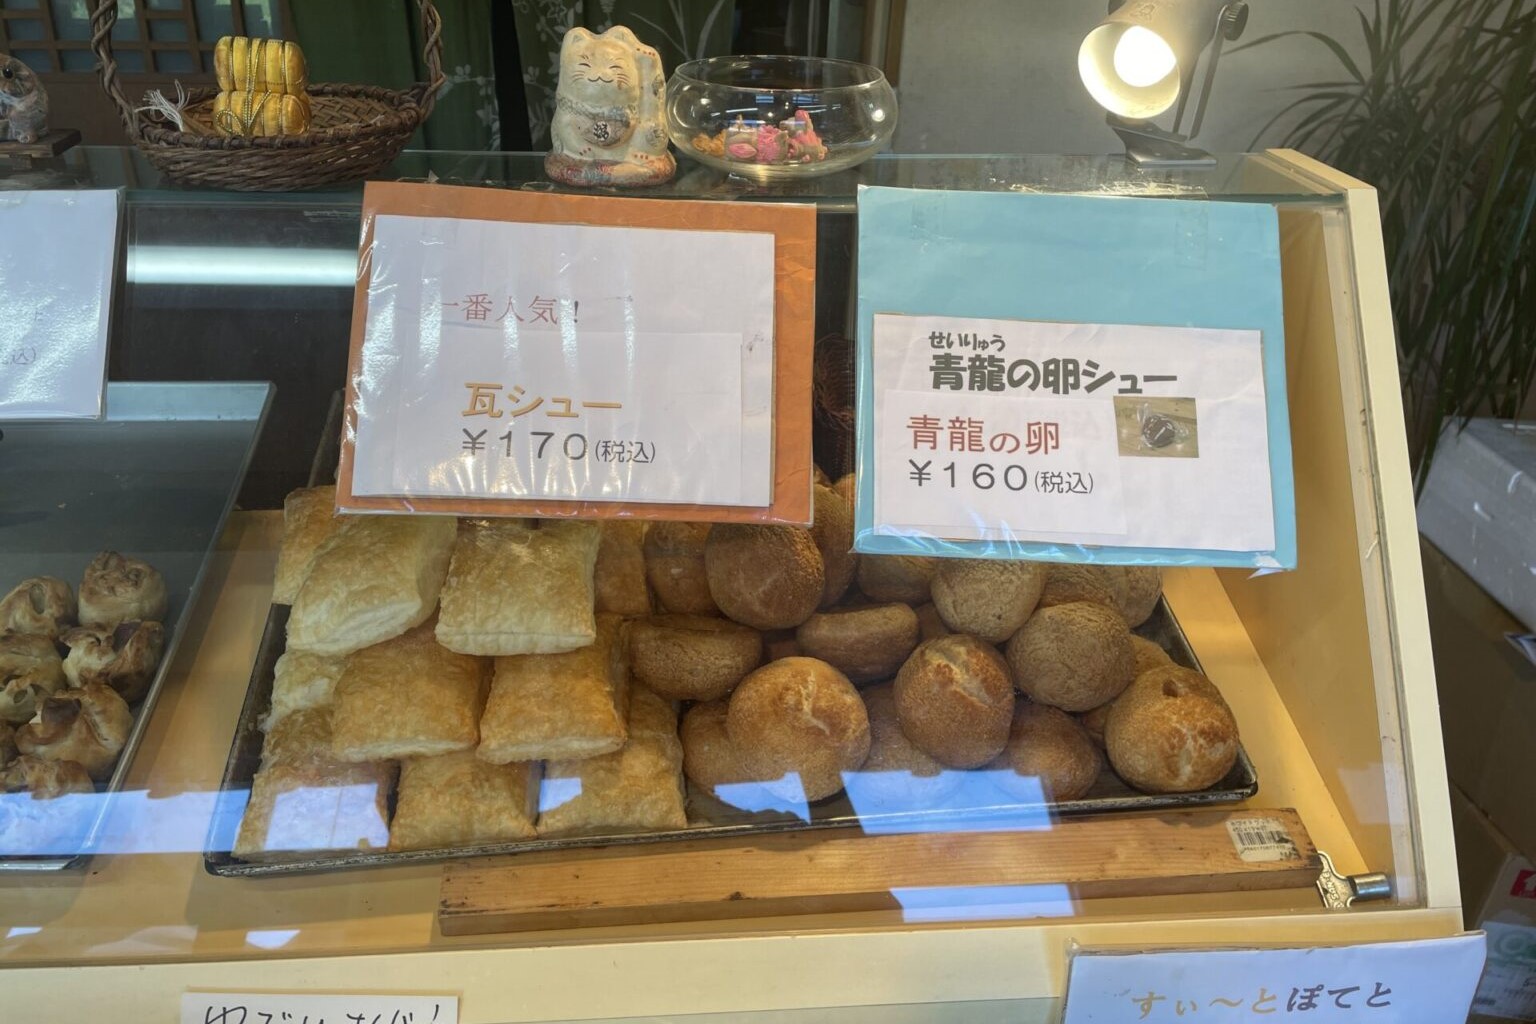 一番人気！
瓦シュー
￥１７０(税込)
せいりゅう
青龍の卵シュー
青龍の卵
￥１６０(税込)
すぃ～とぽてと